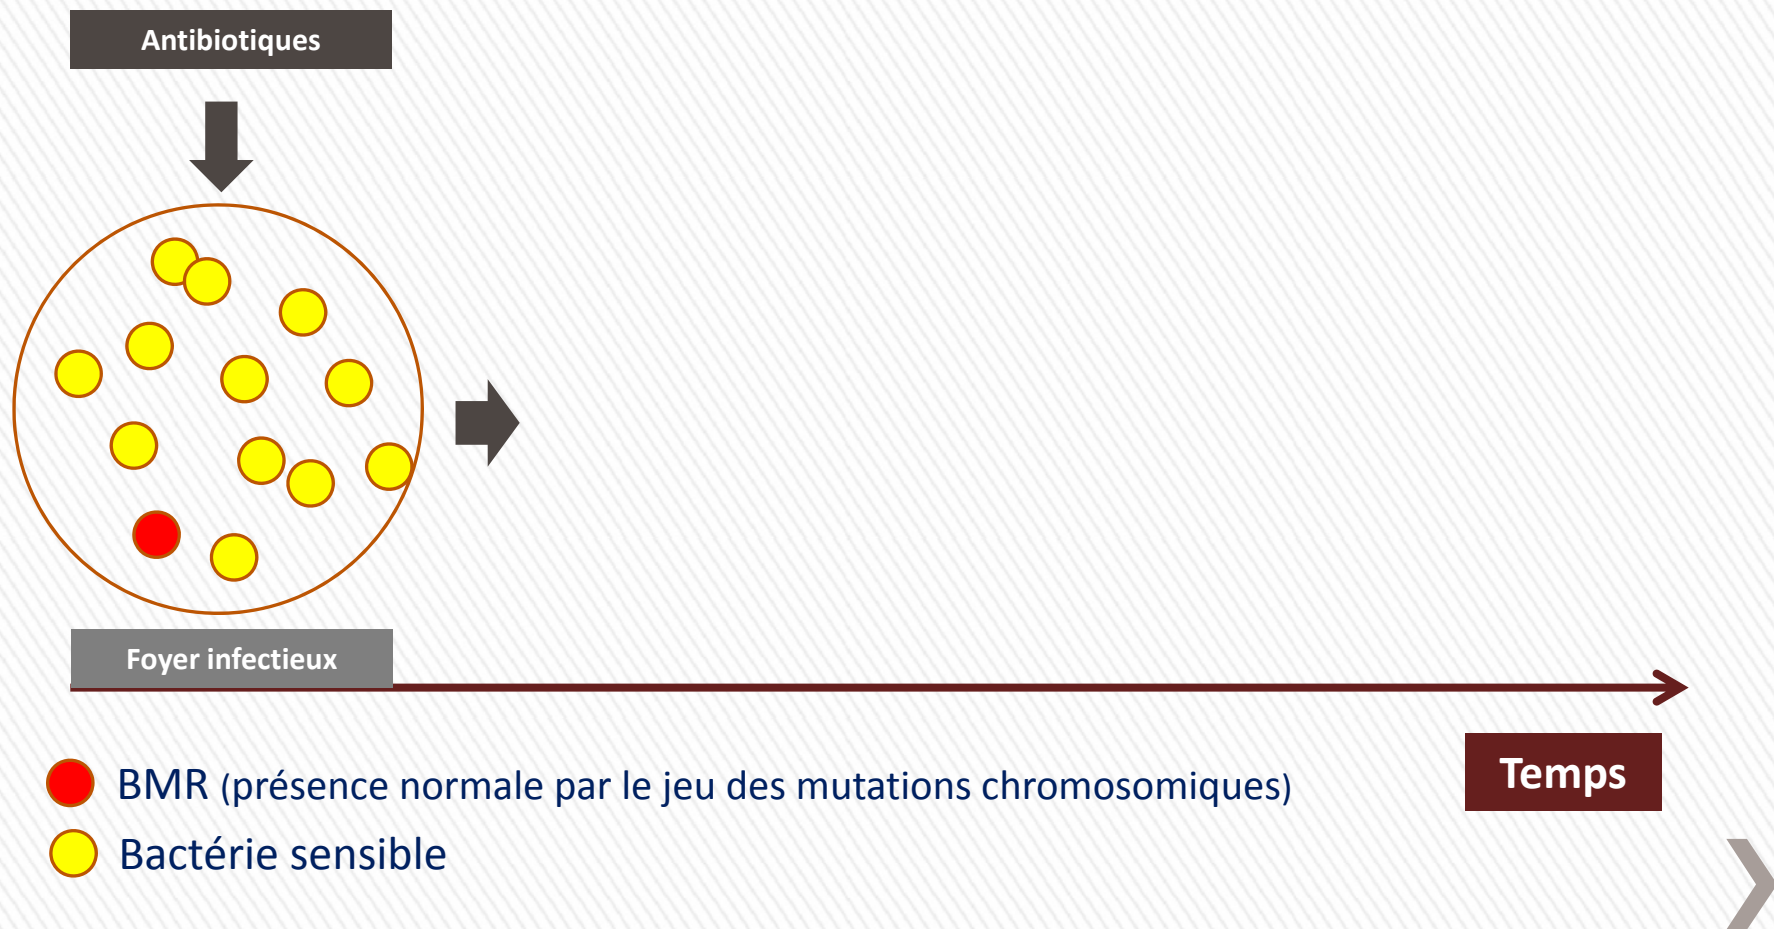 Antibiotiques
Foyer infectieux
Temps
BMR (présence normale par le jeu des mutations chromosomiques)
Bactérie sensible